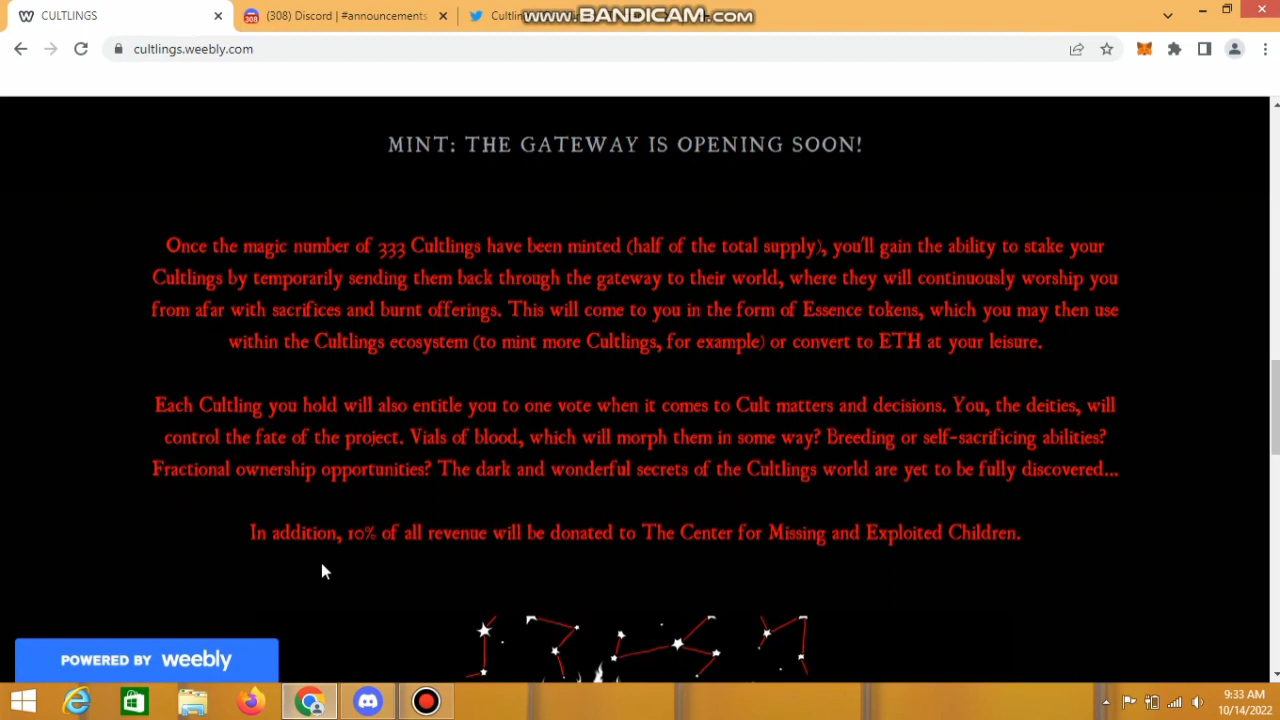 CULTLINGS
(308) Discord | #announcements
Cultlin
www.BANDICAM.com
cultlings.weebly.com
MINT: THE GATEWAY IS OPENING SOON!
Once the magic number of 333 Cultlings have been minted (half of the total supply), you'll gain the ability to stake your
Cultlings by temporarily sending them back through the gateway to their world, where they will continuously worship you
from afar with sacrifices and burnt offerings. This will come to you in the form of Essence tokens, which you may then use
within the Cultlings ecosystem (to mint more Cultlings, for example) or convert to ETH at your leisure.
Each Cultling you hold will also entitle you to one vote when it comes to Cult matters and decisions. You, the deities, will
control the fate of the project. Vials of blood, which will morph them in some way? Breeding or self-sacrificing abilities?
Fractional ownership opportunities? The dark and wonderful secrets of the Cultlings world are yet to be fully discovered...
In addition, 10% of all revenue will be donated to The Center for Missing and Exploited Children.
POWERED BY weebly
9:33 AM
10/14/2022